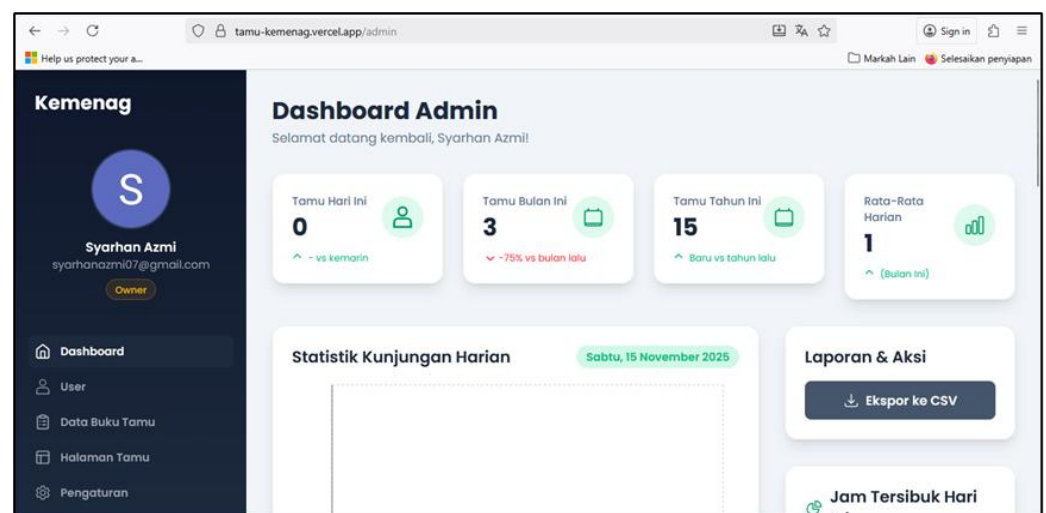 tamu-kemenag.vercel.app/admin
Sign in
Help us protect your a...
Markah Lain
Selesaikan penyiapan
Kemenag
S
Syarhan Azmi
syarhanazmi07@gmail.com
Owner
Dashboard
User
Data Buku Tamu
Halaman Tamu
Pengaturan
Dashboard Admin
Selamat datang kembali, Syarhan Azmi!
Tamu Hari Ini
0
- vs kemarin
Tamu Bulan Ini
3
-75% vs bulan lalu
Tamu Tahun Ini
15
Baru vs tahun lalu
Rata-Rata
Harian
1
(Bulan Ini)
Statistik Kunjungan Harian
Sabtu, 15 November 2025
Laporan & Aksi
Ekspor ke CSV
Jam Tersibuk Hari